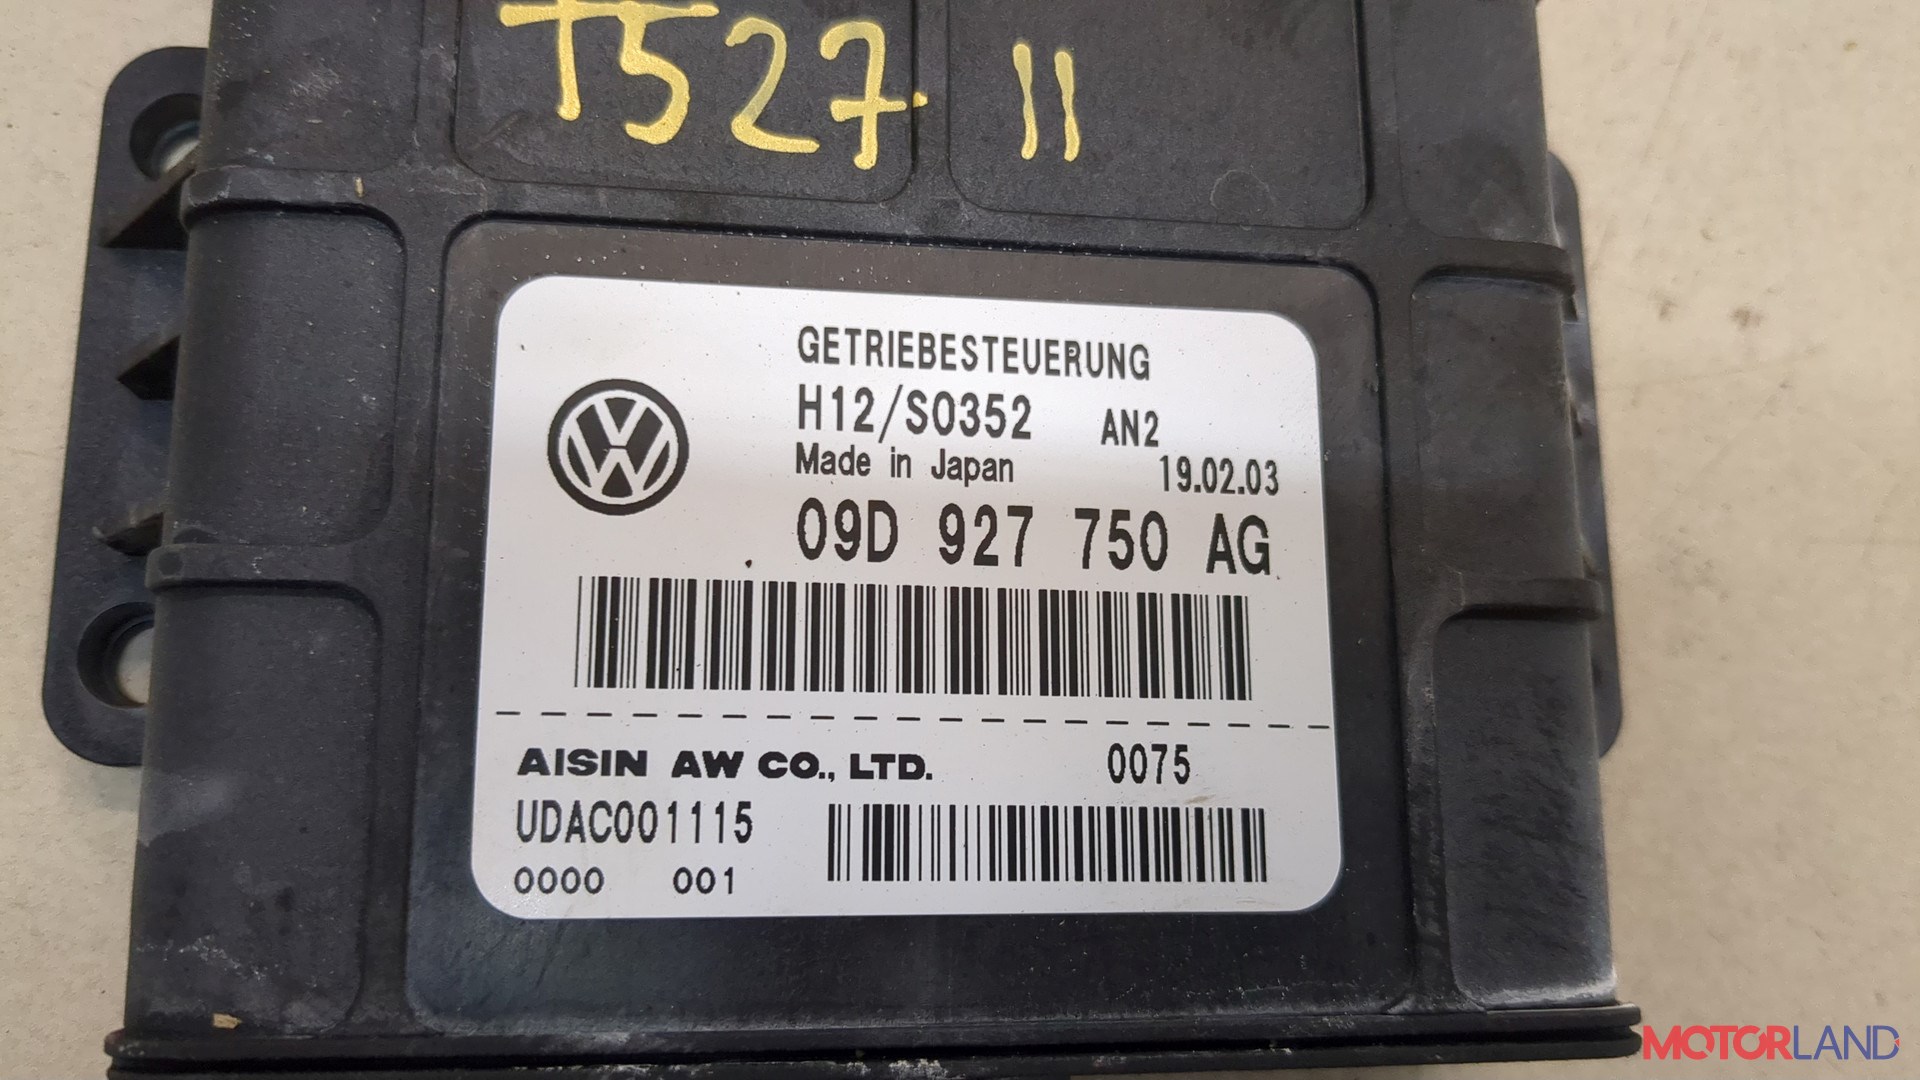 T527 11
GETRIEBESTEUERUNG
H12/S0352 AN2
Made in Japan 19.02.03
09D 927 750 AG
AISIN AW CO., LTD. 0075
UDAC001115
0000 001
MOTORLAND